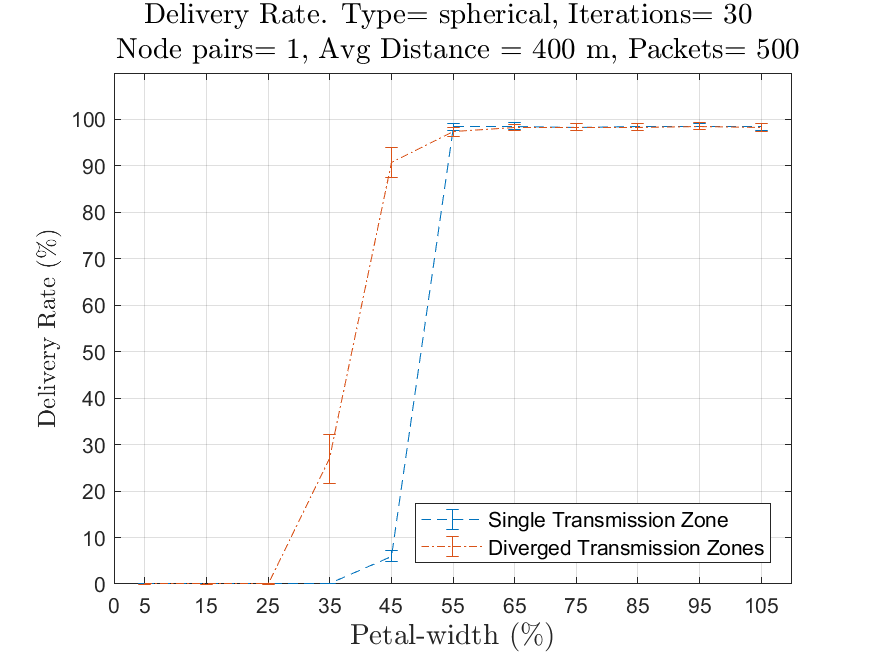 Delivery Rate. Type= spherical, Iterations= 30
Node pairs= 1, Avg Distance = 400 m, Packets= 500
Delivery Rate (%)
100
90
80
70
60
50
40
30
20
10
0
Single Transmission Zone
Diverged Transmission Zones
0 5 15 25 35 45 55 65 75 85 95 105
Petal-width (%)